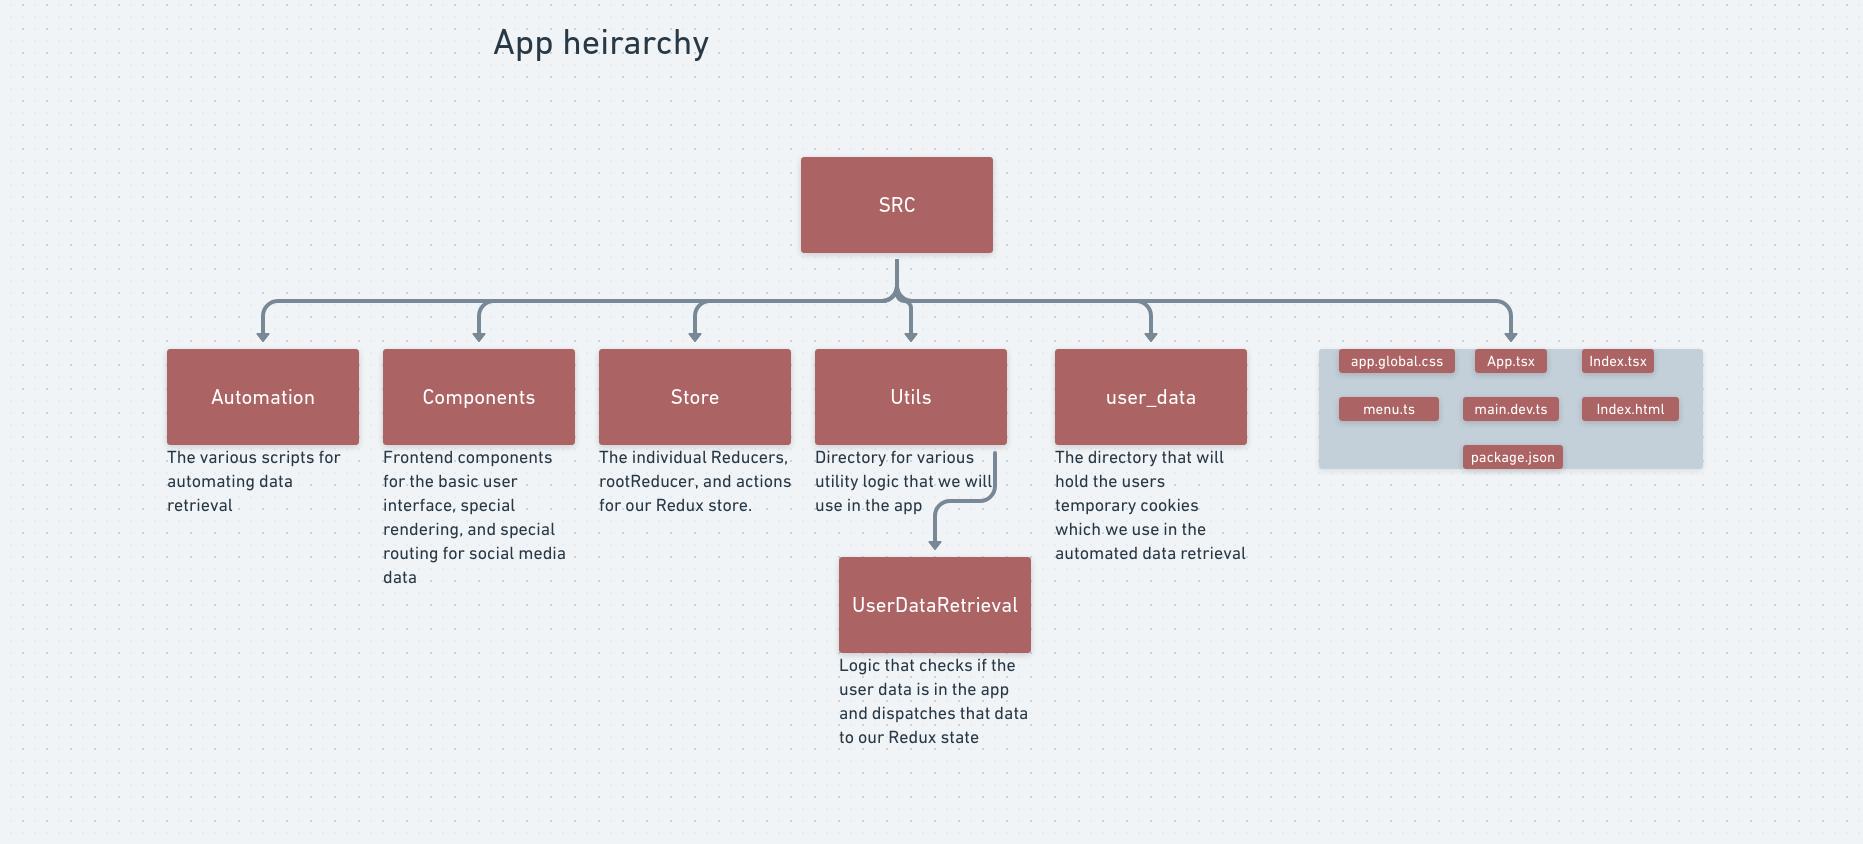 App heirarchy
SRC
Automation
The various scripts for
automating data
retrieval
Components
Frontend components
for the basic user
interface, special
rendering, and special
routing for social media
data
Store
The individual Reducers,
rootReducer, and actions
for our Redux store.
Utils
Directory for various
utility logic that we will
use in the app
UserDataRetrieval
Logic that checks if the
user data is in the app
and dispatches that data
to our Redux state
user_data
The directory that will
hold the users
temporary cookies
which we use in the
automated data retrieval
app.global.css
App.tsx
Index.tsx
menu.ts
main.dev.ts
Index.html
package.json